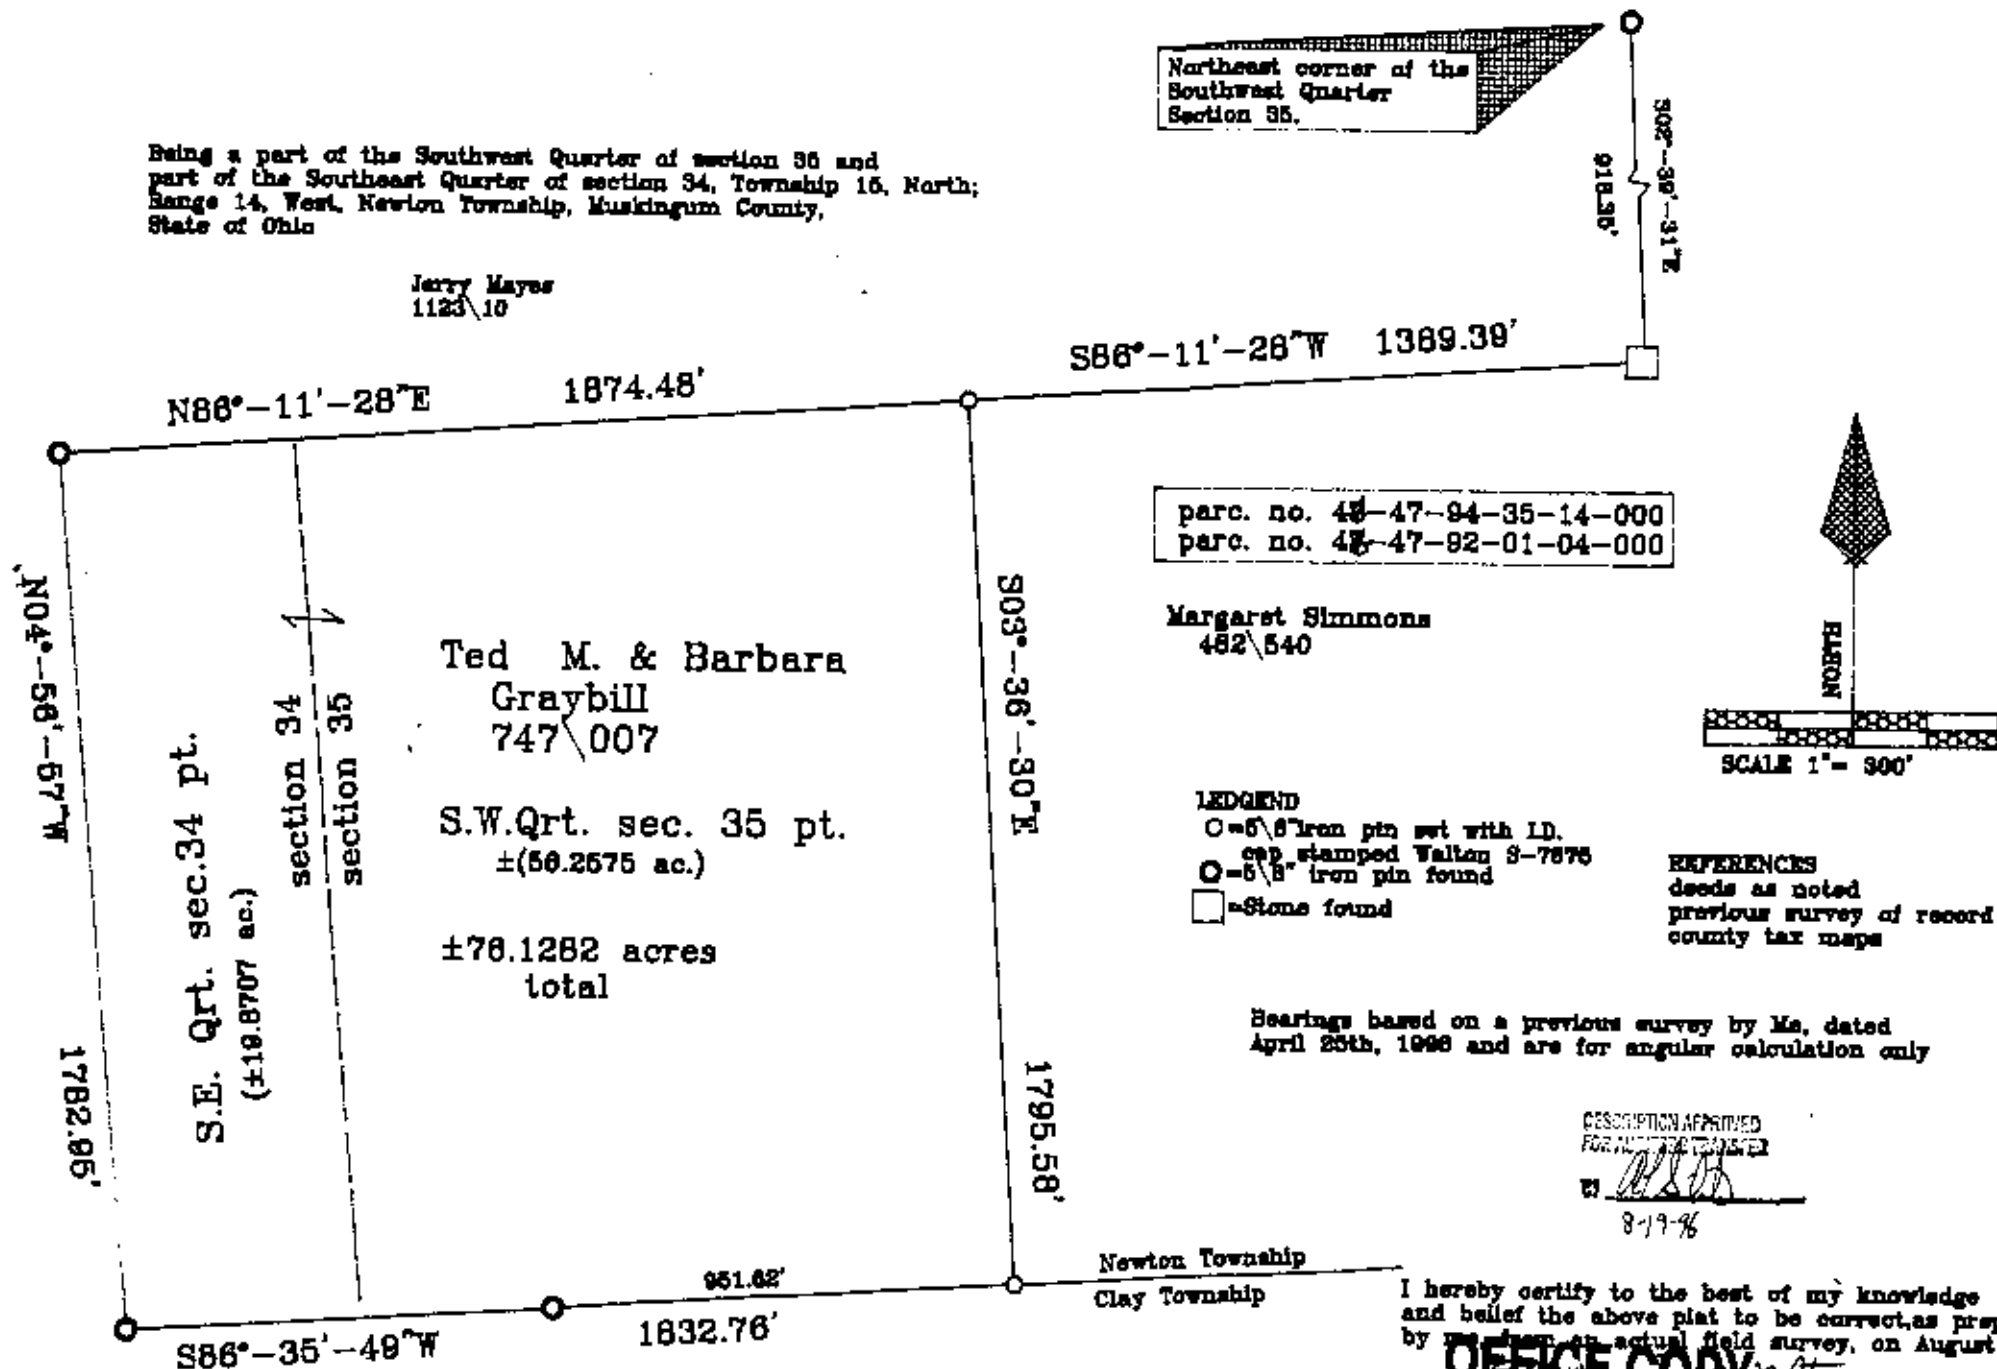 Northeast corner of the
Southwest Quarter
Section 35.
S02°-39'-31"E
918.35'
Being a part of the Southwest Quarter of section 35 and
part of the Southeast Quarter of section 34, Township 15, North;
Range 14, West, Newton Township, Muskingum County,
State of Ohio
Jerry Mayes
1123\10
N86°-11'-28"E 1874.48'
S86°-11'-28"W 1389.39'
parc. no. -47-94-35-14-000
parc. no. -47-92-01-04-000
Margaret Simmons
482\540
NORTH
SCALE 1"= 300'
N04°-56'-57"W
1782.95'
S.E. Qrt. sec.34 pt.
(±19.8707 ac.)
section 34
section 35
Ted M. & Barbara
Graybill
747\007
S.W.Qrt. sec. 35 pt.
±(56.2575 ac.)
±76.1282 acres
total
S03°-36'-30"E
1795.58'
LEDGEND
O=5\8"iron pin set with I.D.
cap stamped Walton S-7875
O=5\8" iron pin found
=Stone found
REFERENCES
deeds as noted
previous survey of record
county tax maps
Bearings based on a previous survey by Me, dated
April 25th, 1996 and are for angular calculation only
DESCRIPTION APPROVED
FOR
BY
8-19-96
951.62'
S86°-35'-49"W 1832.76'
Newton Township
Clay Township
I hereby certify to the best of my knowledge
and belief the above plat to be correct,as prep
by an actual field survey, on August
OFFICE COPY